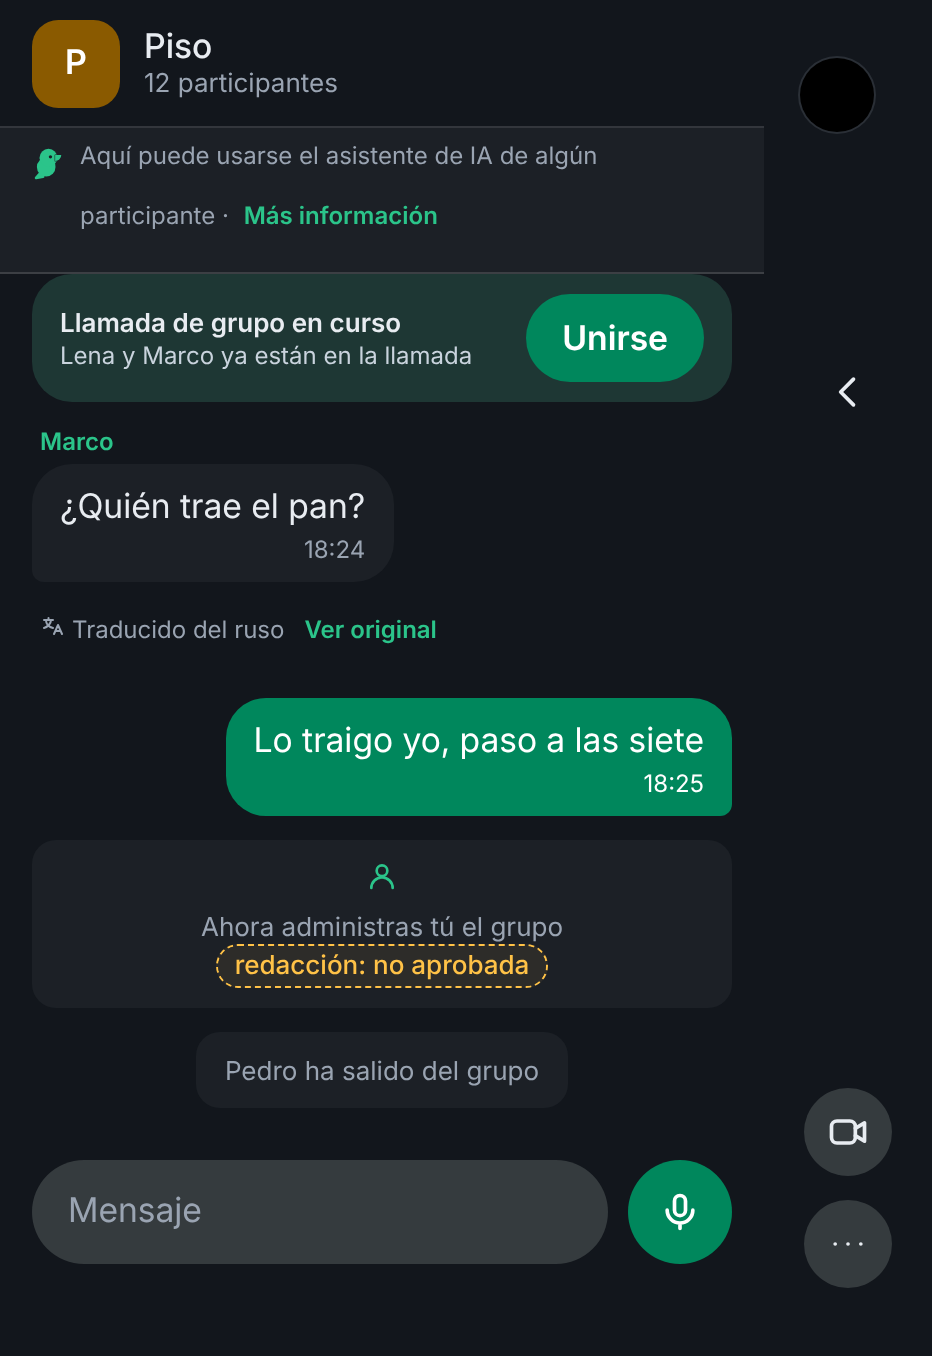 P
Piso
12 participantes
Aquí puede usarse el asistente de IA de algún
participante · Más información
Llamada de grupo en curso
Lena y Marco ya están en la llamada
Unirse
Marco
¿Quién trae el pan?
18:24
Traducido del ruso Ver original
Lo traigo yo, paso a las siete
18:25
Ahora administras tú el grupo
redacción: no aprobada
Pedro ha salido del grupo
Mensaje